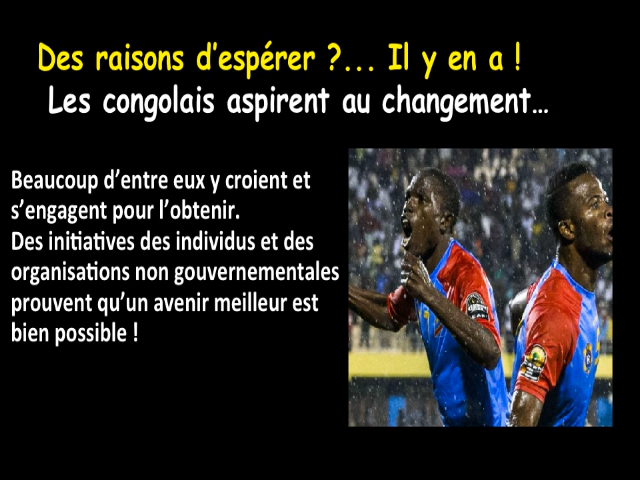 Des raisons d'espérer ?... Il y en a !
Les congolais aspirent au changement…
Beaucoup d'entre eux y croient et
s'engagent pour l'obtenir.
Des initiatives des individus et des
organisations non gouvernementales
prouvent qu'un avenir meilleur est
bien possible !